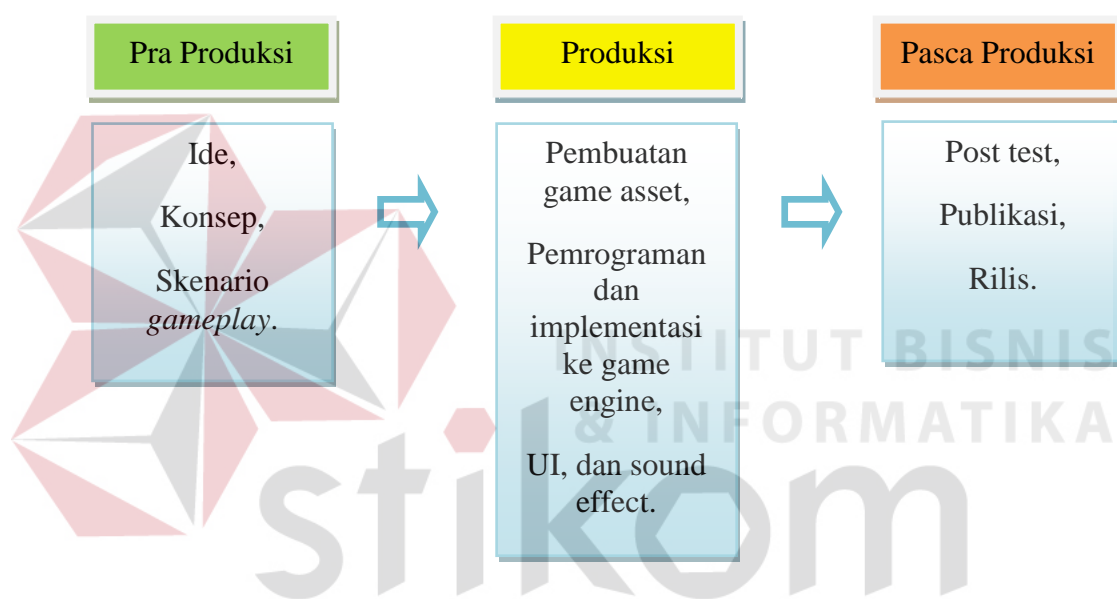 Pra Produksi
Produksi
Pasca Produksi
Ide,
Konsep,
Skenario
gameplay.
Pembuatan
game asset,
Pemrograman
dan
implementasi
ke game
engine,
UI, dan sound
effect.
Post test,
Publikasi,
Rilis.
INSTITUT BISNIS
& INFORMATIKA
stikom